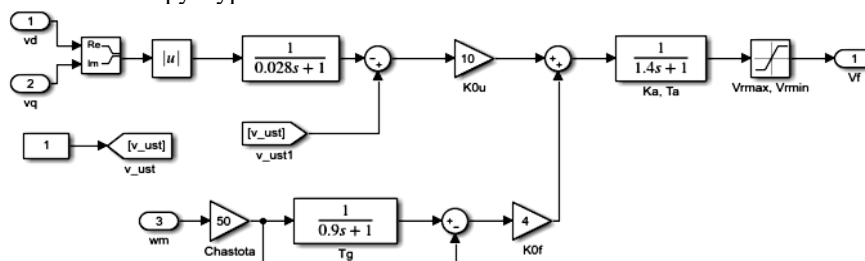 1
vd
2
vq
Re
Im
|u|
1
0.028s + 1
10
K0u
1
1.4s + 1
Ka, Ta
Vrmax, Vrmin
1
Vf
[v_ust]
v_ust1
1
[v_ust]
v_ust
3
wm
50
Chastota
1
0.9s + 1
Tg
4
K0f